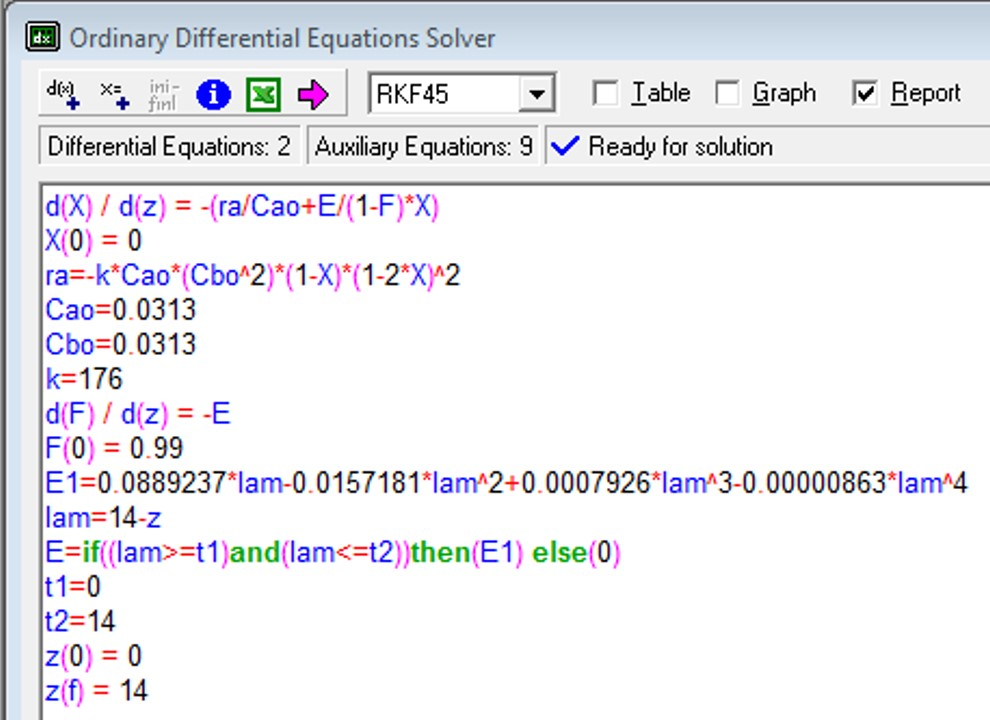 dx Ordinary Differential Equations Solver
d(x) x= ini- finl RKF45 Table Graph Report
Differential Equations: 2 Auxiliary Equations: 9 Ready for solution
d(X) / d(z) = -(ra/Cao+E/(1-F)*X)
X(0) = 0
ra=-k*Cao*(Cbo^2)*(1-X)*(1-2*X)^2
Cao=0.0313
Cbo=0.0313
k=176
d(F) / d(z) = -E
F(0) = 0.99
E1=0.0889237*lam-0.0157181*lam^2+0.0007926*lam^3-0.00000863*lam^4
lam=14-z
E=if((lam>=t1)and(lam<=t2))then(E1) else(0)
t1=0
t2=14
z(0) = 0
z(f) = 14